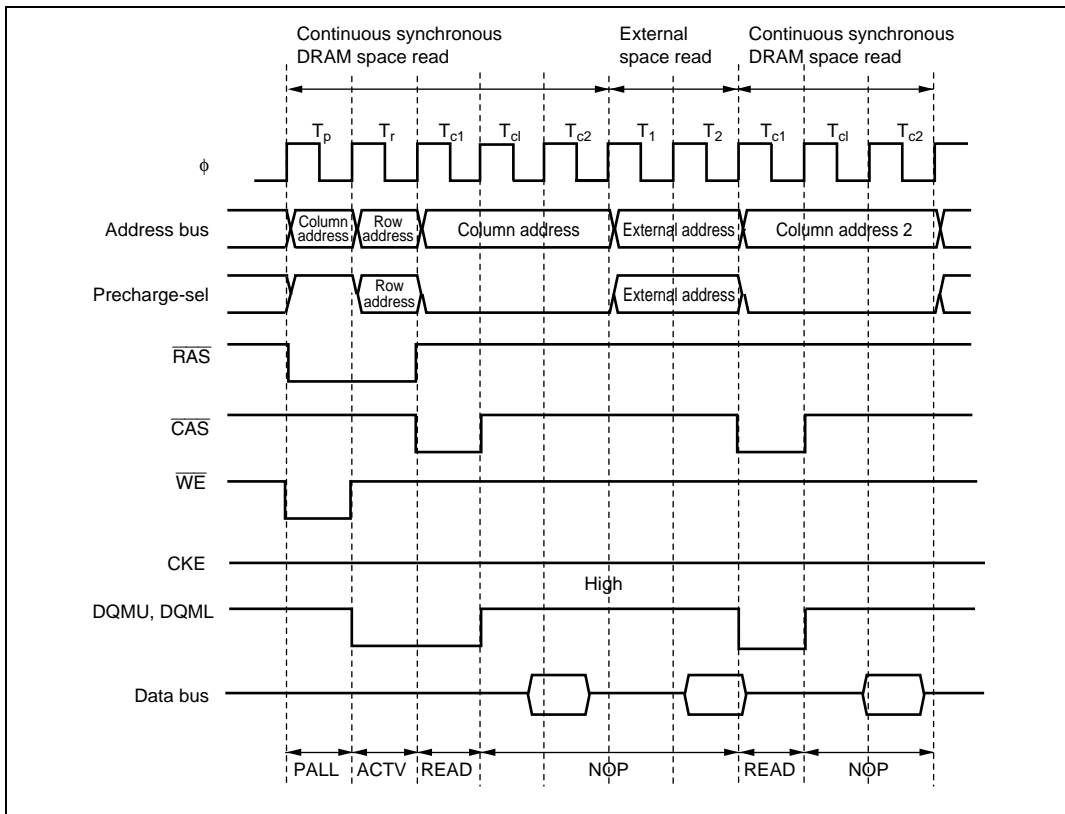 Continuous synchronous
DRAM space read
External
space read
Continuous synchronous
DRAM space read
Tp Tr Tc1 Tcl Tc2 T1 T2 Tc1 Tcl Tc2
ϕ
Address bus
Column
address
Row
address
Column address
External address
Column address 2
Precharge-sel
Row
address
External address
RAS
CAS
WE
CKE
High
DQMU, DQML
Data bus
PALL ACTV READ NOP READ NOP